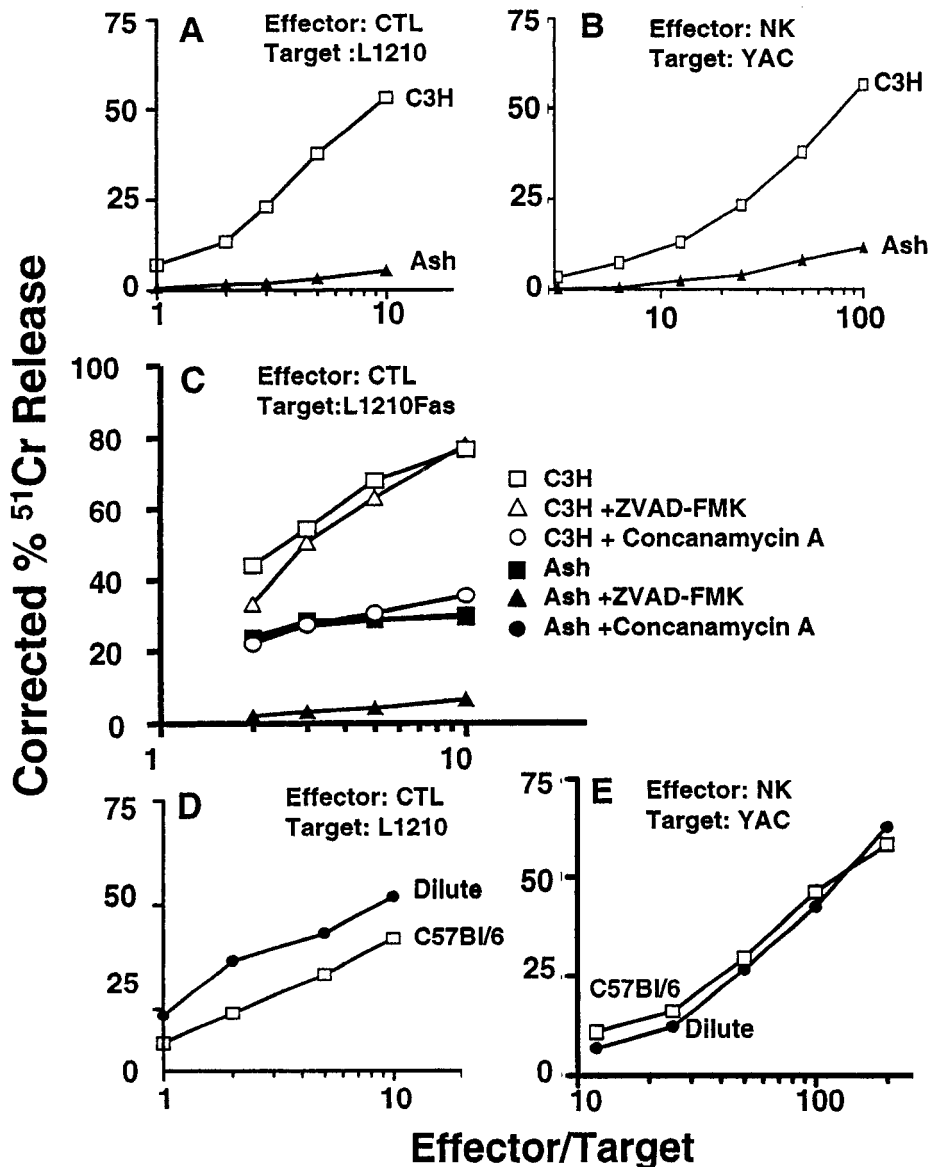 A
Effector: CTL
Target :L1210
75
50
25
0
1
10
C3H
Ash
B
Effector: NK
Target: YAC
75
50
25
0
10
100
C3H
Ash
Corrected % ⁵¹Cr Release
C
Effector: CTL
Target:L1210Fas
100
80
60
40
20
0
1
10
C3H
C3H +ZVAD-FMK
C3H + Concanamycin A
Ash
Ash +ZVAD-FMK
Ash +Concanamycin A
D
Effector: CTL
Target: L1210
75
50
25
0
1
10
Dilute
C57Bl/6
E
Effector: NK
Target: YAC
75
50
25
0
10
100
C57Bl/6
Dilute
Effector/Target